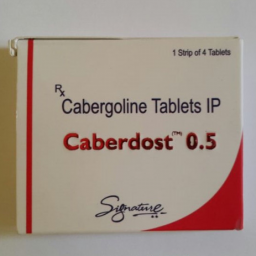 1 Strip of 4 Tablets
Rx
Cabergoline Tablets IP
Caberdost™ 0.5
Signature